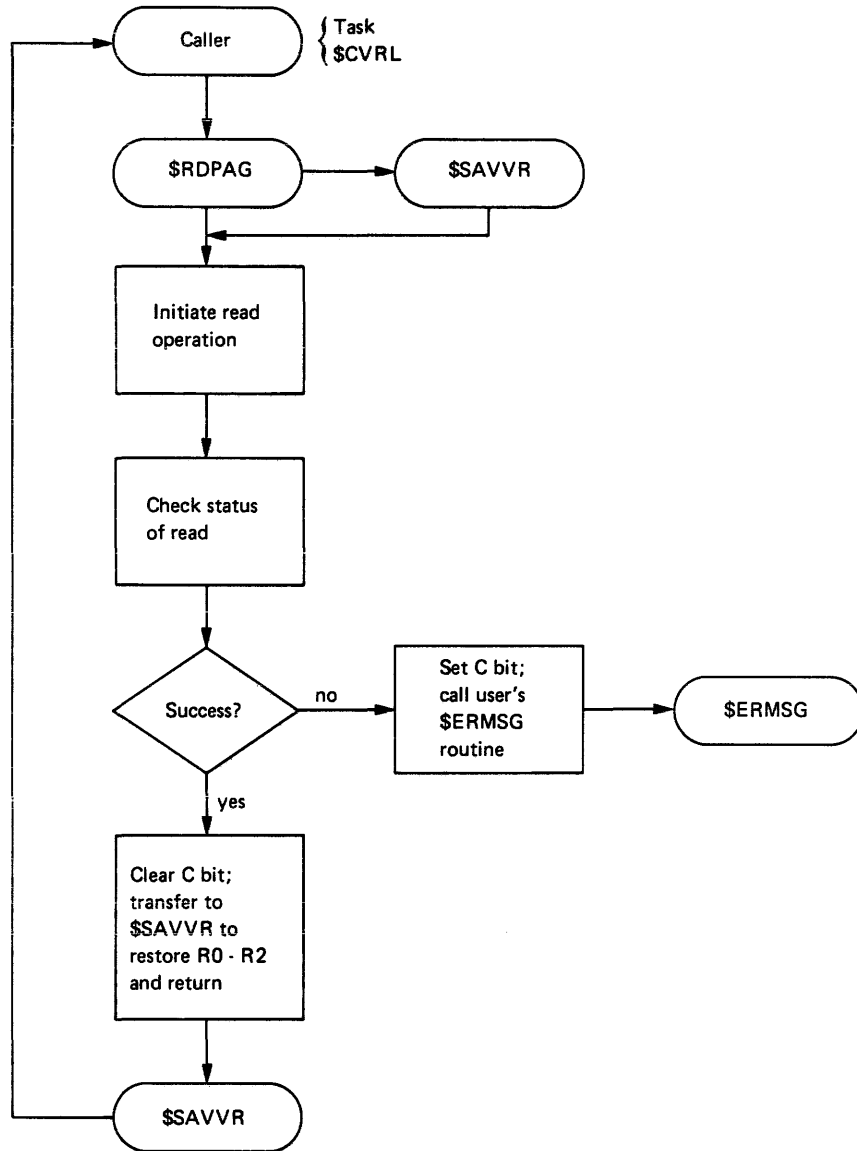 Caller
Task
$CVRL
$RDPAG
$SAVVR
Initiate read
operation
Check status
of read
Success?
no
Set C bit;
call user's
$ERMSG
routine
$ERMSG
yes
Clear C bit;
transfer to
$SAVVR to
restore R0 - R2
and return
$SAVVR